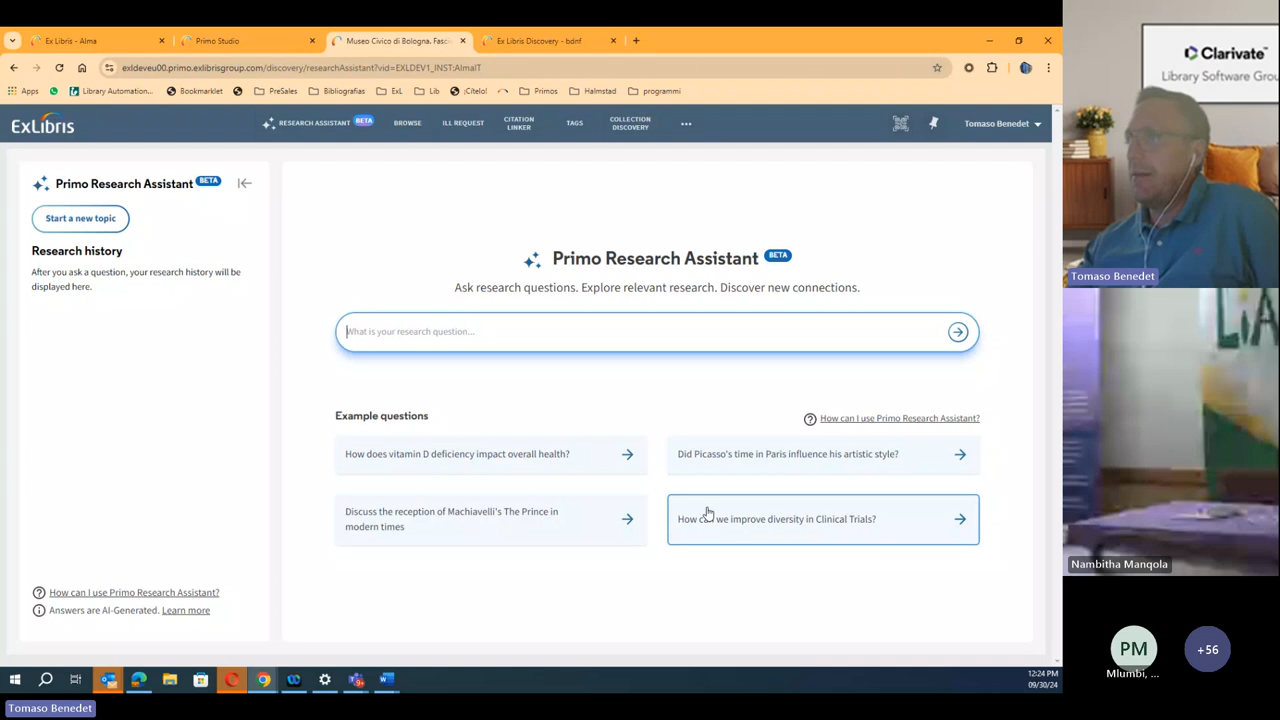 Ex Libris - Alma
Primo Studio
Museo Civico di Bologna, Fasci
Ex Libris Discovery - bdnf
exldeveu00.primo.exlibrisgroup.com/discovery/researchAssistant?vid=EXLDEV1_INST:AlmaIT
Apps
Library Automation...
Bookmarklet
PreSales
Bibliografias
ExL
Lib
¡Cítelo!
Primos
Halmstad
programmi
ExLibris
RESEARCH ASSISTANT BETA
BROWSE
ILL REQUEST
CITATION
LINKER
TAGS
COLLECTION
DISCOVERY
Tomaso Benedet
Primo Research Assistant BETA
Start a new topic
Research history
After you ask a question, your research history will be
displayed here.
How can I use Primo Research Assistant?
Answers are AI-Generated. Learn more
Primo Research Assistant BETA
Ask research questions. Explore relevant research. Discover new connections.
What is your research question...
Example questions
How can I use Primo Research Assistant?
How does vitamin D deficiency impact overall health?
Did Picasso's time in Paris influence his artistic style?
Discuss the reception of Machiavelli's The Prince in
modern times
How can we improve diversity in Clinical Trials?
12:24 PM
09/30/24
Tomaso Benedet
Clarivate
Library Software Grou
Tomaso Benedet
Nambitha Manqola
PM
Mlumbi, ...
+56